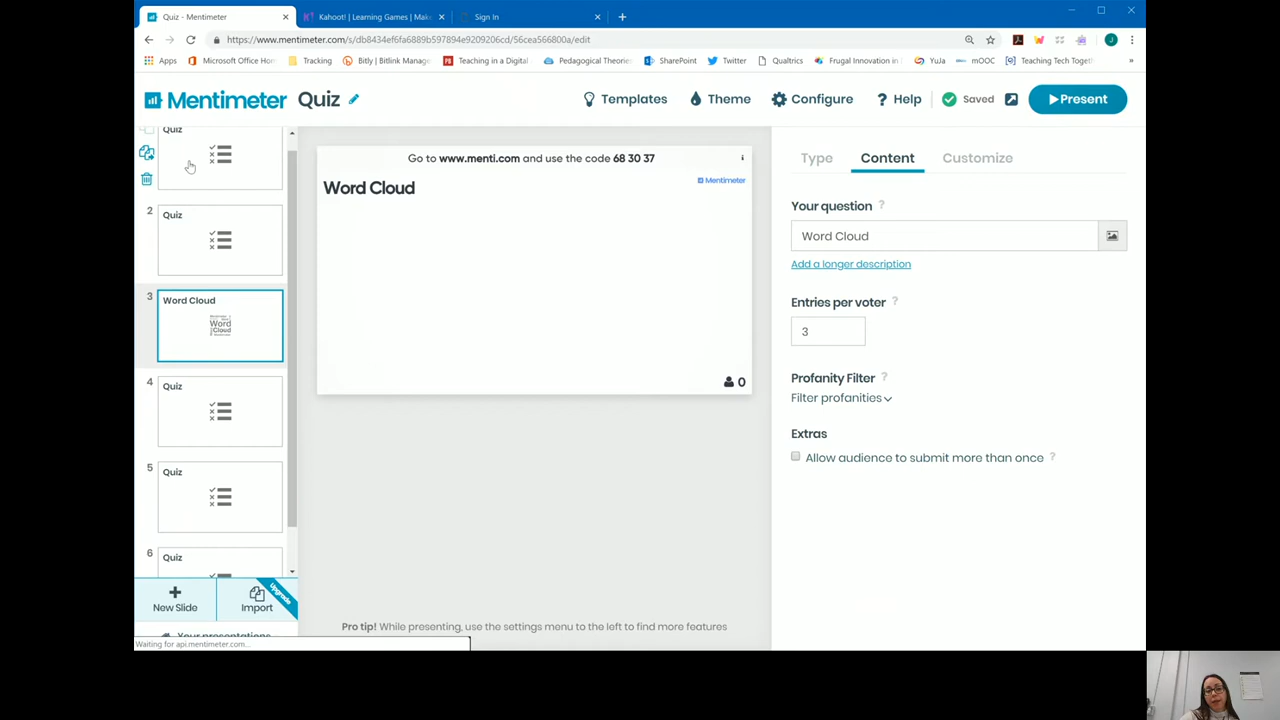 Quiz - Mentimeter
Kahoot! | Learning Games | Mak
Sign In
https://www.mentimeter.com/s/db8434ef6fa6889b597894e9209206cd/56cea566800a/edit
Apps
Microsoft Office Hom
Tracking
Bitly | Bitlink Manage
Teaching in a Digital
Pedagogical Theories
SharePoint
Twitter
Qualtrics
Frugal Innovation in
YuJa
mOOC
Teaching Tech Toget
»
Mentimeter
Quiz
Templates
Theme
Configure
? Help
Saved
Present
Quiz
2
Quiz
3
Word Cloud
Word
Cloud
4
Quiz
5
Quiz
6
Quiz
New Slide
Import
Upgrade
Your presentations
Waiting for api.mentimeter.com...
Go to www.menti.com and use the code 68 30 37
i
Word Cloud
Mentimeter
0
Pro tip! While presenting, use the settings menu to the left to find more features
Type
Content
Customize
Your question ?
Word Cloud
Add a longer description
Entries per voter ?
3
Profanity Filter ?
Filter profanities
Extras
Allow audience to submit more than once ?